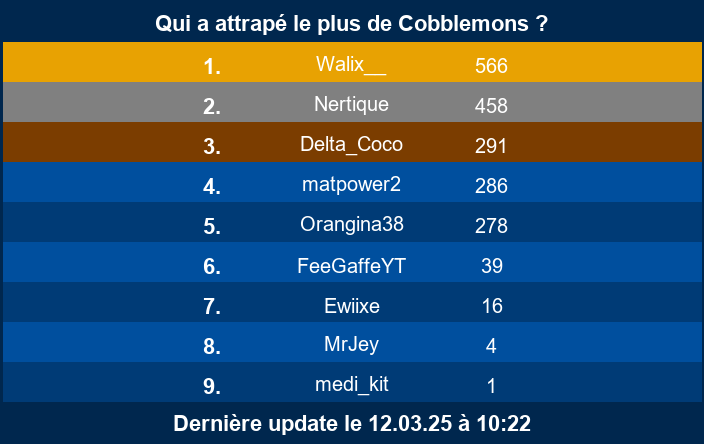 Qui a attrapé le plus de Cobblemons ?
1. Walix__ 566
2. Nertique 458
3. Delta_Coco 291
4. matpower2 286
5. Orangina38 278
6. FeeGaffeYT 39
7. Ewiixe 16
8. MrJey 4
9. medi_kit 1
Dernière update le 12.03.25 à 10:22